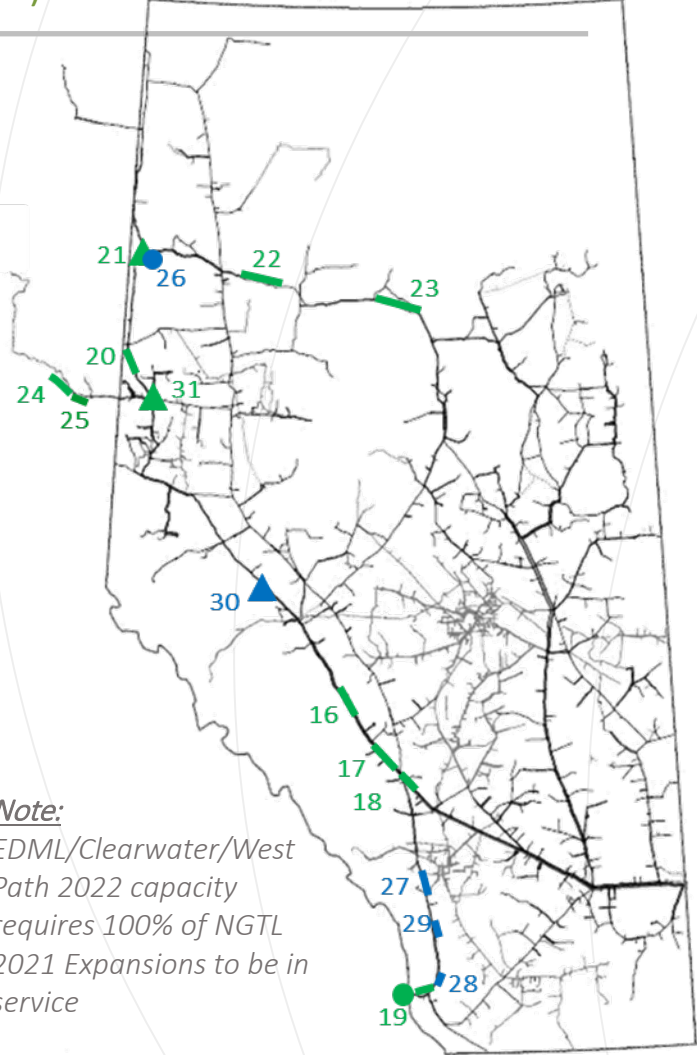 21
26
22
23
20
24
31
25
30
16
17
18
Note:
EDML/Clearwater/West
Path 2022 capacity
requires 100% of NGTL
2021 Expansions to be in
service
27
29
28
19